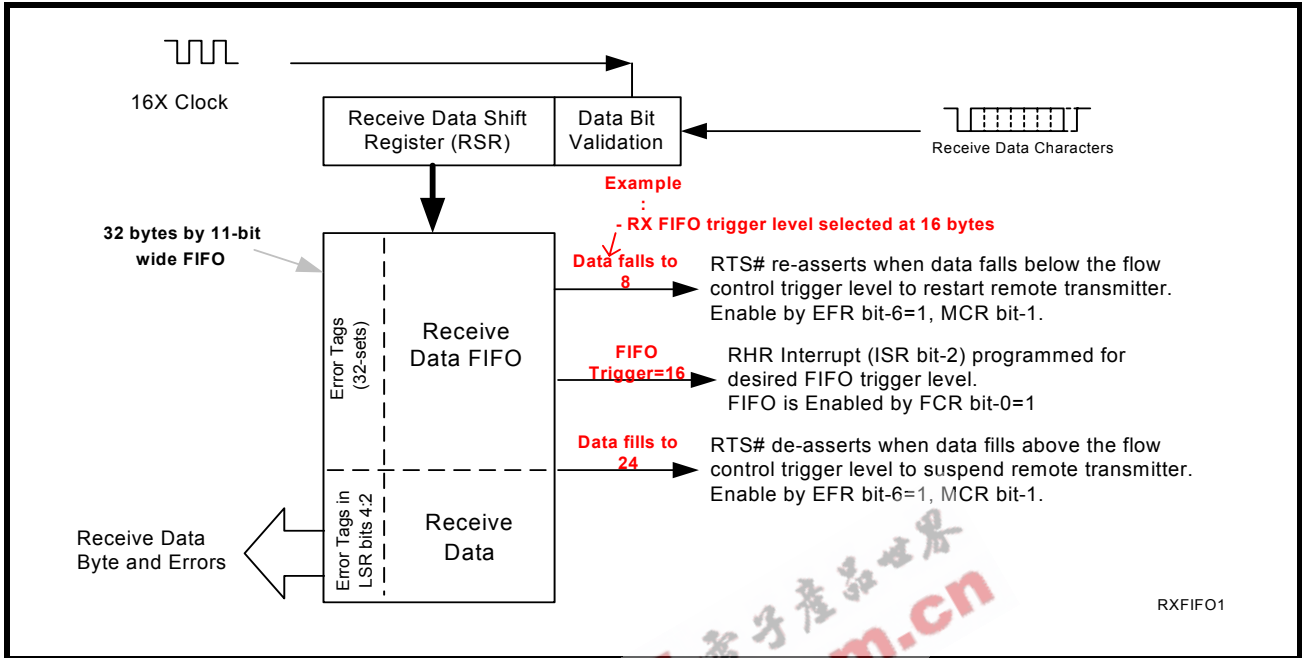 16X Clock
Receive Data Shift
Register (RSR)
Data Bit
Validation
Receive Data Characters
Example
:
- RX FIFO trigger level selected at 16 bytes
32 bytes by 11-bit
wide FIFO
Data falls to
8
RTS# re-asserts when data falls below the flow
control trigger level to restart remote transmitter.
Enable by EFR bit-6=1, MCR bit-1.
Error Tags
(32-sets)
Receive
Data FIFO
FIFO
Trigger=16
RHR Interrupt (ISR bit-2) programmed for
desired FIFO trigger level.
FIFO is Enabled by FCR bit-0=1
Data fills to
24
RTS# de-asserts when data fills above the flow
control trigger level to suspend remote transmitter.
Enable by EFR bit-6=1, MCR bit-1.
Receive Data
Byte and Errors
Error Tags in
LSR bits 4:2
Receive
Data
電子產品世界
.cn
RXFIFO1